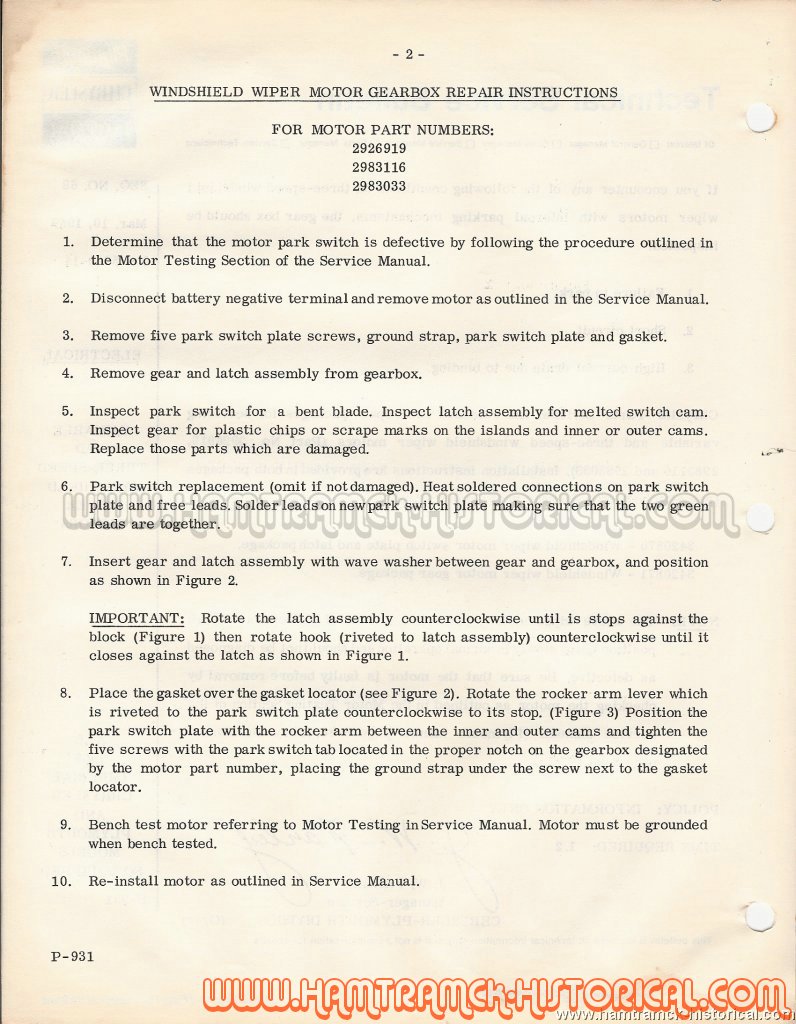 - 2 -
WINDSHIELD WIPER MOTOR GEARBOX REPAIR INSTRUCTIONS
FOR MOTOR PART NUMBERS:
2926919
2983116
2983033
1. Determine that the motor park switch is defective by following the procedure outlined in
the Motor Testing Section of the Service Manual.
2. Disconnect battery negative terminal and remove motor as outlined in the Service Manual.
3. Remove five park switch plate screws, ground strap, park switch plate and gasket.
4. Remove gear and latch assembly from gearbox.
5. Inspect park switch for a bent blade. Inspect latch assembly for melted switch cam.
Inspect gear for plastic chips or scrape marks on the islands and inner or outer cams.
Replace those parts which are damaged.
6. Park switch replacement (omit if not damaged). Heat soldered connections on park switch
plate and free leads. Solder leads on new park switch plate making sure that the two green
leads are together.
www.Hamtramck-Historical.com
7. Insert gear and latch assembly with wave washer between gear and gearbox, and position
as shown in Figure 2.
IMPORTANT: Rotate the latch assembly counterclockwise until is stops against the
block (Figure 1) then rotate hook (riveted to latch assembly) counterclockwise until it
closes against the latch as shown in Figure 1.
8. Place the gasket over the gasket locator (see Figure 2). Rotate the rocker arm lever which
is riveted to the park switch plate counterclockwise to its stop. (Figure 3) Position the
park switch plate with the rocker arm between the inner and outer cams and tighten the
five screws with the park switch tab located in the proper notch on the gearbox designated
by the motor part number, placing the ground strap under the screw next to the gasket
locator.
9. Bench test motor referring to Motor Testing in Service Manual. Motor must be grounded
when bench tested.
10. Re-install motor as outlined in Service Manual.
P-931
www.Hamtramck-Historical.com
www.hamtramck-historical.com